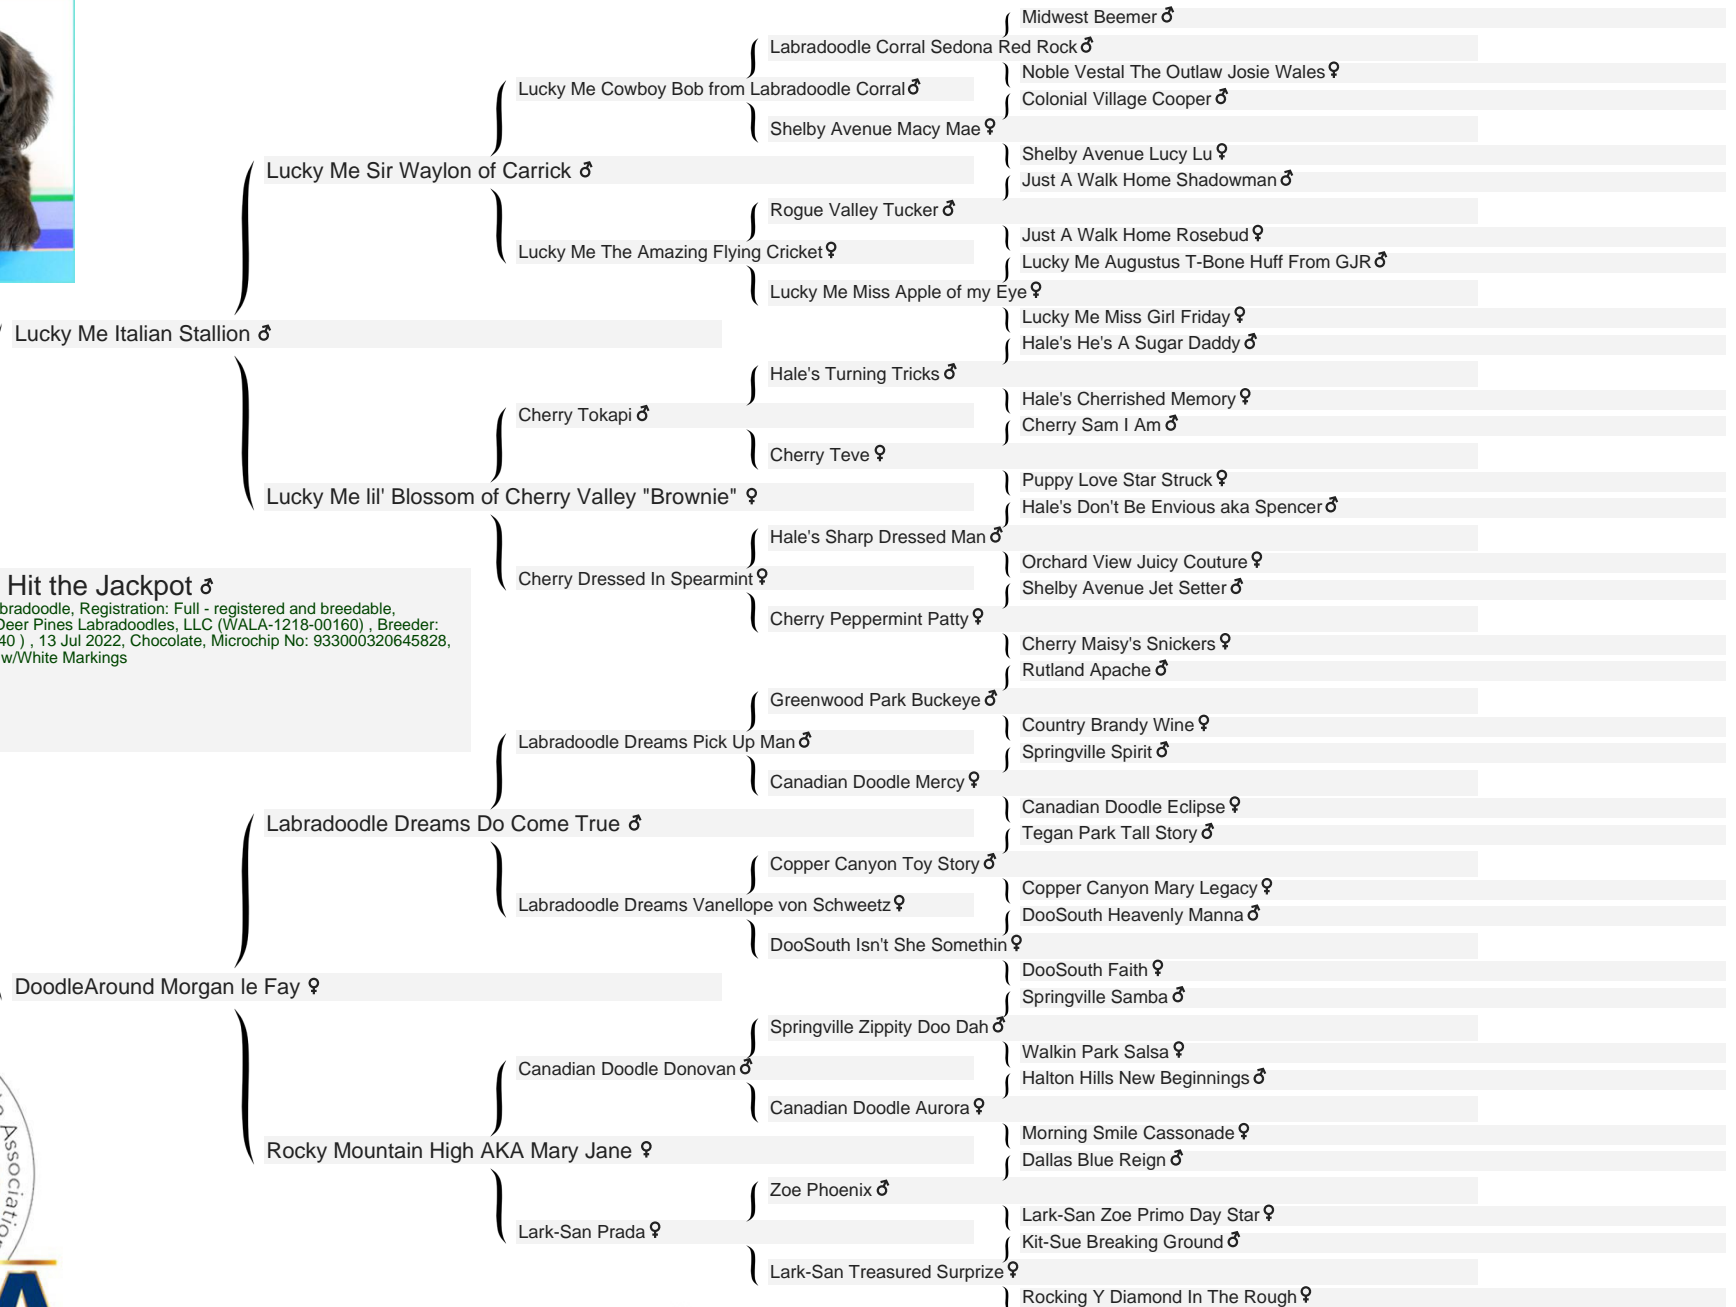 Midwest Beemer ♂
Labradoodle Corral Sedona Red Rock ♂
Noble Vestal The Outlaw Josie Wales ♀
Lucky Me Cowboy Bob from Labradoodle Corral ♂
Colonial Village Cooper ♂
Shelby Avenue Macy Mae ♀
Shelby Avenue Lucy Lu ♀
Lucky Me Sir Waylon of Carrick ♂
Just A Walk Home Shadowman ♂
Rogue Valley Tucker ♂
Just A Walk Home Rosebud ♀
Lucky Me The Amazing Flying Cricket ♀
Lucky Me Augustus T-Bone Huff From GJR ♂
Lucky Me Miss Apple of my Eye ♀
Lucky Me Miss Girl Friday ♀
Lucky Me Italian Stallion ♂
Hale's He's A Sugar Daddy ♂
Hale's Turning Tricks ♂
Hale's Cherrished Memory ♀
Cherry Tokapi ♂
Cherry Sam I Am ♂
Cherry Teve ♀
Puppy Love Star Struck ♀
Lucky Me lil' Blossom of Cherry Valley "Brownie" ♀
Hale's Don't Be Envious aka Spencer ♂
Hale's Sharp Dressed Man ♂
Orchard View Juicy Couture ♀
Cherry Dressed In Spearmint ♀
Shelby Avenue Jet Setter ♂
Cherry Peppermint Patty ♀
Cherry Maisy's Snickers ♀
Hit the Jackpot ♂
bradoodle, Registration: Full - registered and breedable,
Deer Pines Labradoodles, LLC (WALA-1218-00160) , Breeder:
40 ) , 13 Jul 2022, Chocolate, Microchip No: 933000320645828,
w/White Markings
Rutland Apache ♂
Greenwood Park Buckeye ♂
Country Brandy Wine ♀
Labradoodle Dreams Pick Up Man ♂
Springville Spirit ♂
Canadian Doodle Mercy ♀
Canadian Doodle Eclipse ♀
Labradoodle Dreams Do Come True ♂
Tegan Park Tall Story ♂
Copper Canyon Toy Story ♂
Copper Canyon Mary Legacy ♀
Labradoodle Dreams Vanellope von Schweetz ♀
DooSouth Heavenly Manna ♂
DooSouth Isn't She Somethin ♀
DooSouth Faith ♀
DoodleAround Morgan le Fay ♀
Springville Samba ♂
Springville Zippity Doo Dah ♂
Walkin Park Salsa ♀
Canadian Doodle Donovan ♂
Halton Hills New Beginnings ♂
Canadian Doodle Aurora ♀
Morning Smile Cassonade ♀
Rocky Mountain High AKA Mary Jane ♀
Dallas Blue Reign ♂
Zoe Phoenix ♂
Lark-San Zoe Primo Day Star ♀
Lark-San Prada ♀
Kit-Sue Breaking Ground ♂
Lark-San Treasured Surprize ♀
Rocking Y Diamond In The Rough ♀
Association
A